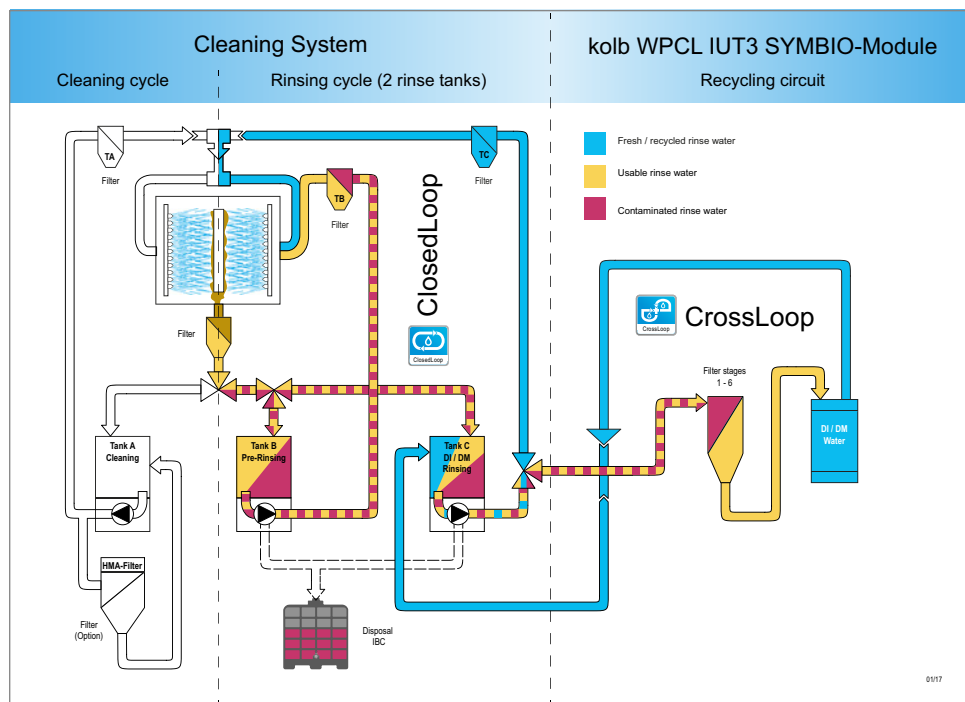 Cleaning System
kolb WPCL IUT3 SYMBIO-Module
Cleaning cycle
Rinsing cycle (2 rinse tanks)
Recycling circuit
TA
Filter
TC
Filter
TB
Filter
Fresh / recycled rinse water
Usable rinse water
Contaminated rinse water
ClosedLoop
ClosedLoop
CrossLoop
CrossLoop
Filter
Filter stages
1 - 6
DI / DM
Water
Tank A
Cleaning
Tank B
Pre-Rinsing
Tank C
DI / DM
Rinsing
HMA-Filter
Filter
(Option)
Disposal
IBC
01/17